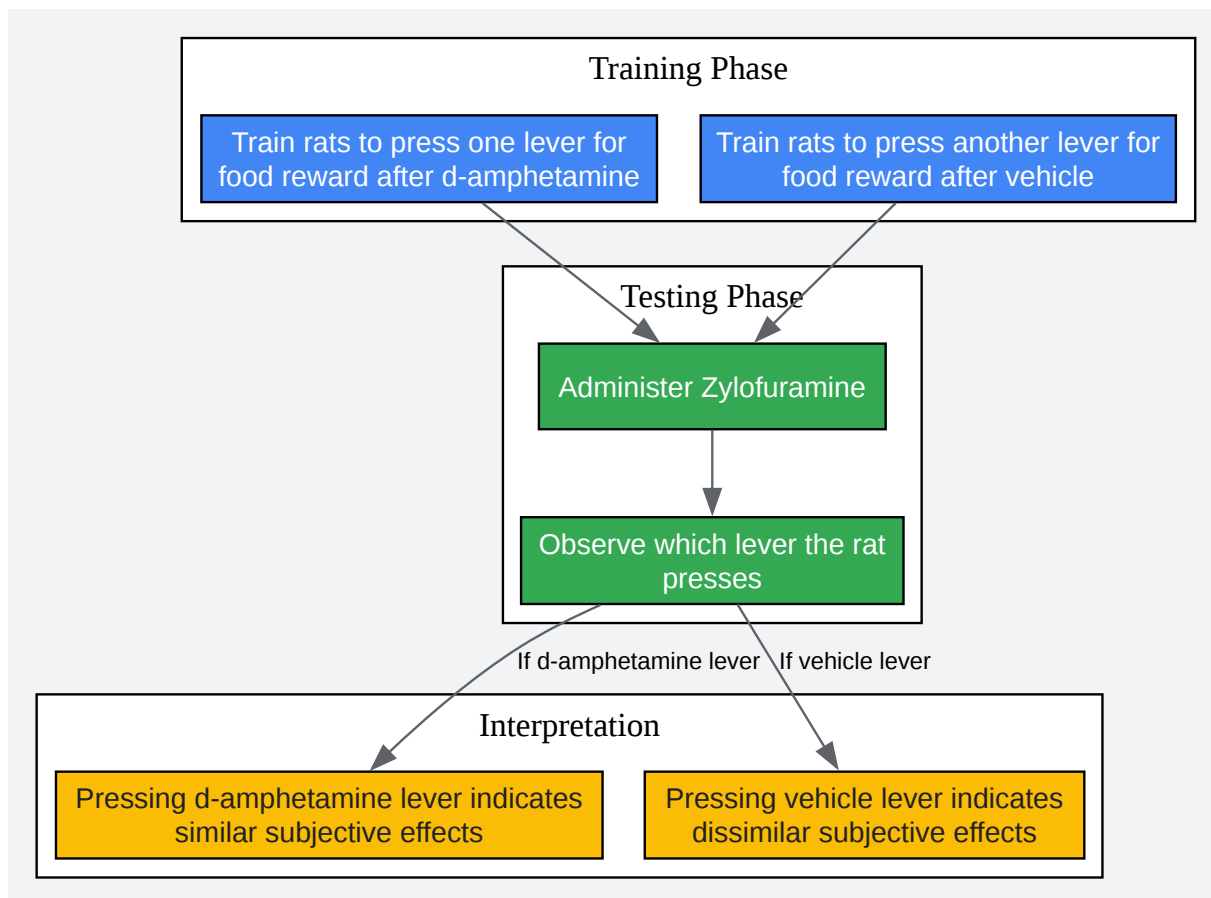 Training Phase
Train rats to press one lever for
food reward after d-amphetamine
Train rats to press another lever for
food reward after vehicle
Testing Phase
Administer Zylofuramine
Observe which lever the rat
presses
If d-amphetamine lever
If vehicle lever
Interpretation
Pressing d-amphetamine lever indicates
similar subjective effects
Pressing vehicle lever indicates
dissimilar subjective effects